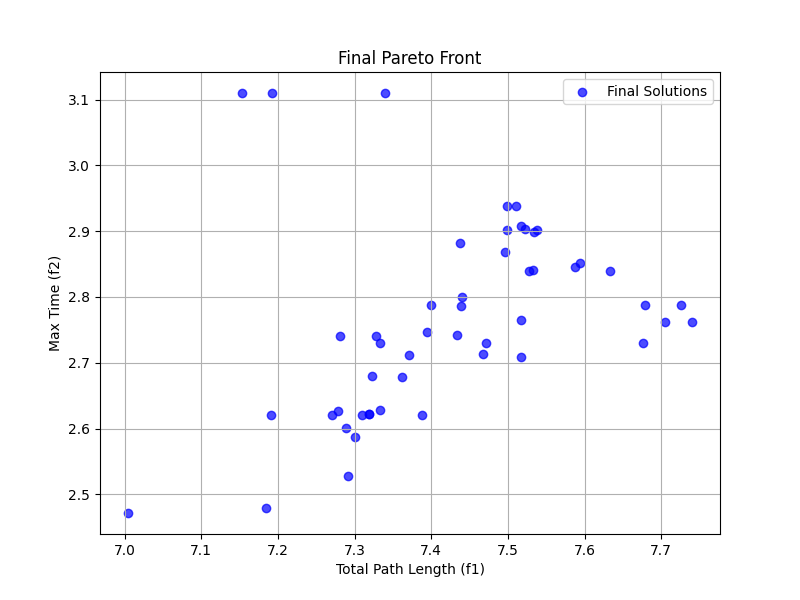 Final Pareto Front
Final Solutions
Max Time (f2)
3.1
3.0
2.9
2.8
2.7
2.6
2.5
7.0 7.1 7.2 7.3 7.4 7.5 7.6 7.7
Total Path Length (f1)